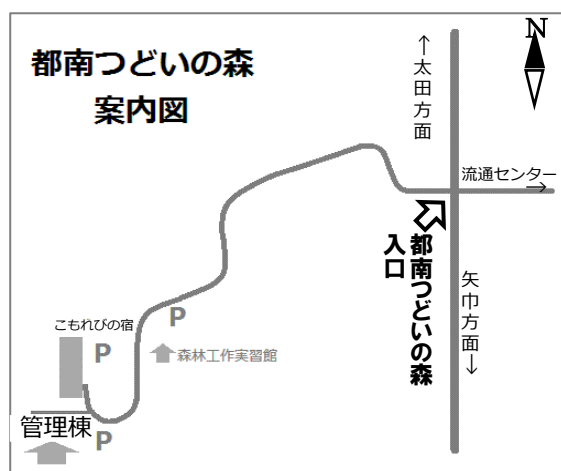 都南つどいの森
案内図
N
↑太田方面
流通センター
→
都南つどいの森
入口
矢巾方面↓
こもれびの宿
P
P
森林工作実習館
管理棟
P